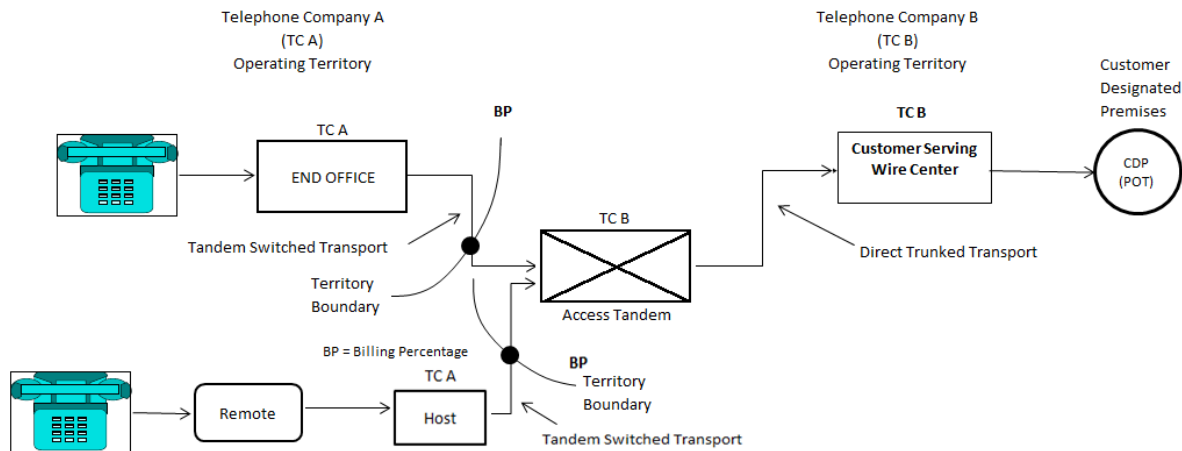 Telephone Company A
(TC A)
Operating Territory
Telephone Company B
(TC B)
Operating Territory
Customer
Designated
Premises
BP
TC A
END OFFICE
TC B
Customer Serving
Wire Center
CDP
(POT)
Tandem Switched Transport
TC B
Direct Trunked Transport
Territory
Boundary
Access Tandem
BP = Billing Percentage
BP
Territory
Boundary
TC A
Remote
Host
Tandem Switched Transport